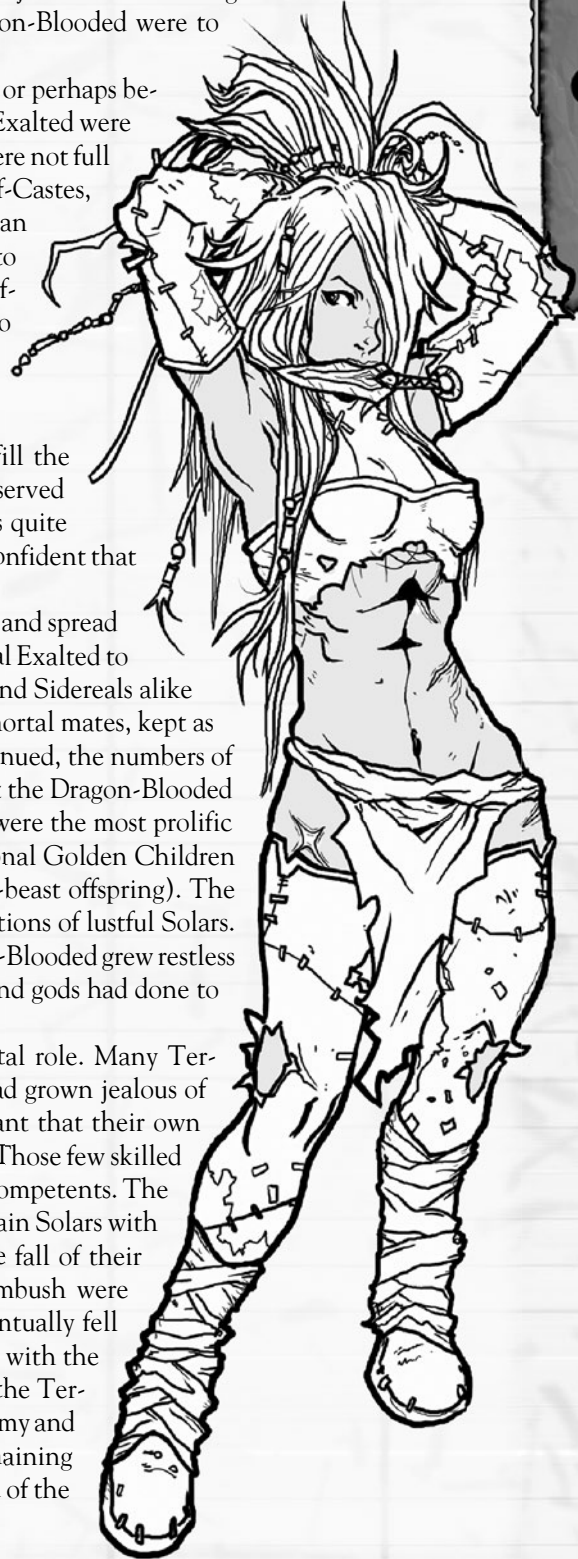 on-Blooded were to
or perhaps be-
Exalted were
ere not full
f-Castes,
an
to
f-
o
fill the
served
s quite
onfident that
and spread
al Exalted to
nd Sidereals alike
ortal mates, kept as
nued, the numbers of
t the Dragon-Blooded
were the most prolific
onal Golden Children
-beast offspring). The
tions of lustful Solars.
-Blooded grew restless
nd gods had done to
tal role. Many Ter-
ad grown jealous of
ant that their own
Those few skilled
ompetents. The
ain Solars with
e fall of their
mbush were
entually fell
with the
the Ter-
my and
aining
of the